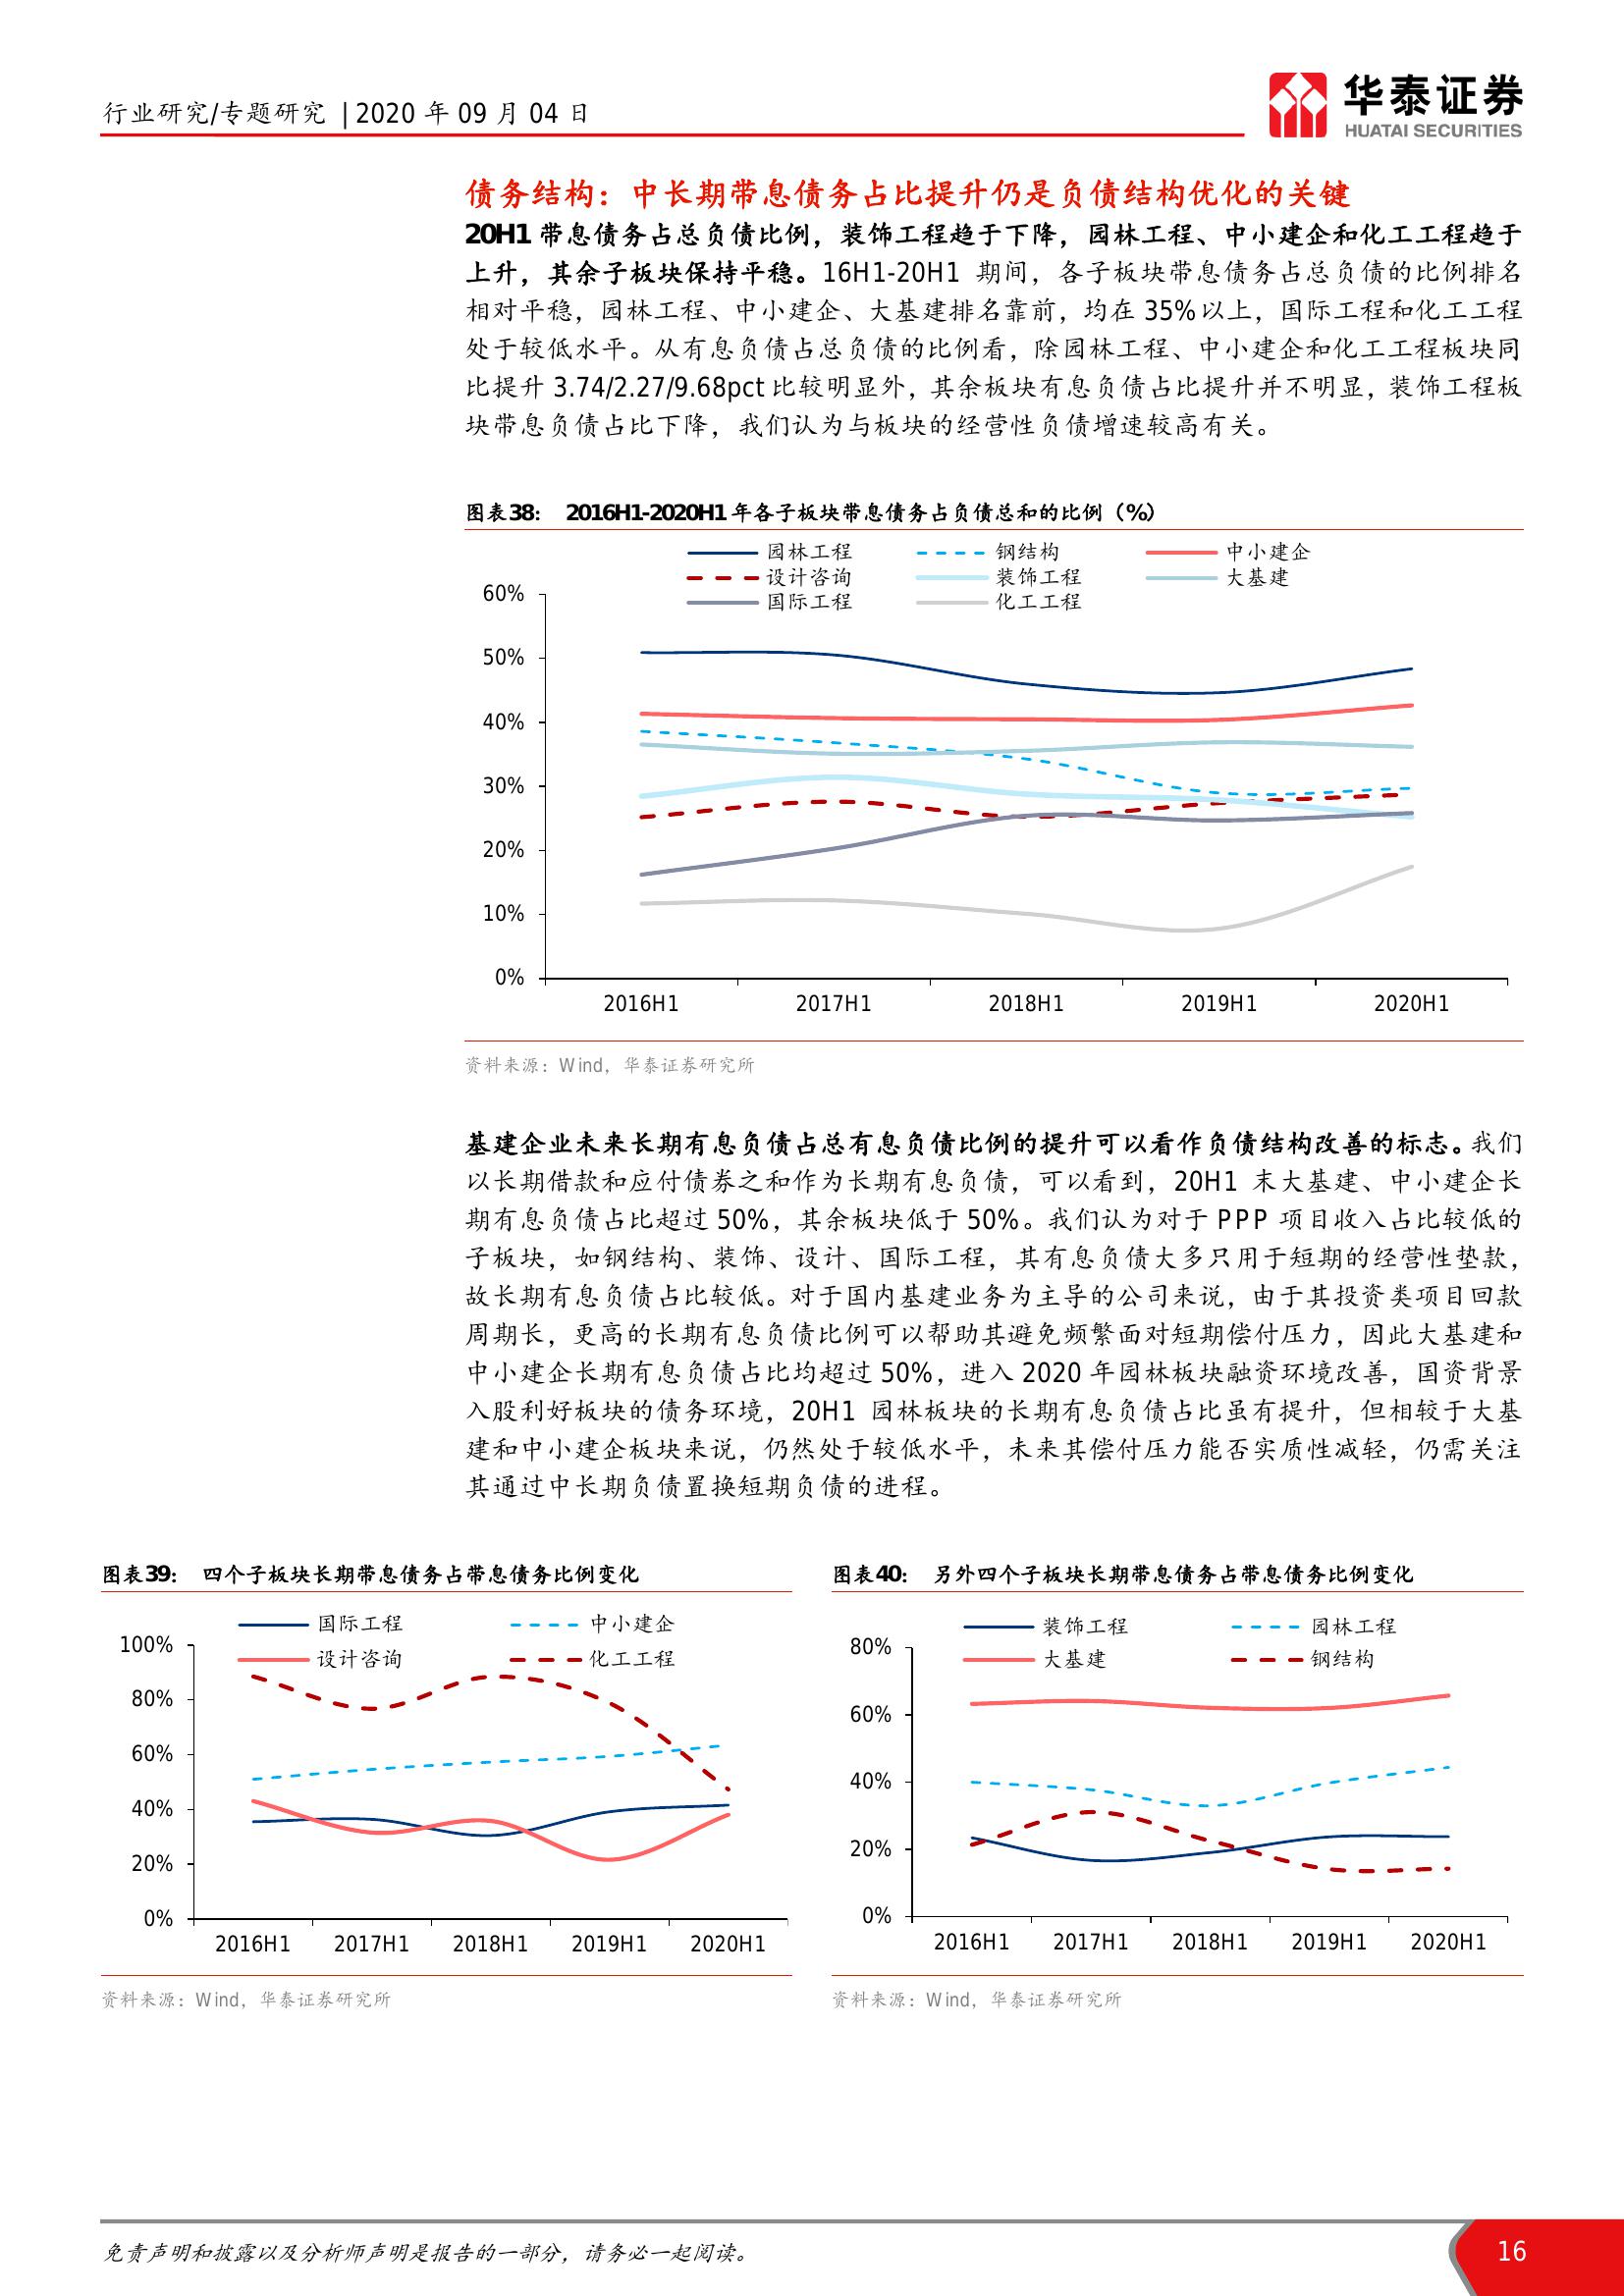 行业研究/专题研究 | 2020 年 09 月 04 日
华泰证券
HUATAI SECURITIES
债务结构：中长期带息债务占比提升仍是负债结构优化的关键
20H1 带息债务占总负债比例，装饰工程趋于下降，园林工程、中小建企和化工工程趋于
上升，其余子板块保持平稳。16H1-20H1 期间，各子板块带息债务占总负债的比例排名
相对平稳，园林工程、中小建企、大基建排名靠前，均在 35%以上，国际工程和化工工程
处于较低水平。从有息负债占总负债的比例看，除园林工程、中小建企和化工工程板块同
比提升 3.74/2.27/9.68pct 比较明显外，其余板块有息负债占比提升并不明显，装饰工程板
块带息负债占比下降，我们认为与板块的经营性负债增速较高有关。
图表38： 2016H1-2020H1 年各子板块带息债务占负债总和的比例（%）
园林工程 钢结构 中小建企
设计咨询 装饰工程 大基建
国际工程 化工工程
60%
50%
40%
30%
20%
10%
0%
2016H1 2017H1 2018H1 2019H1 2020H1
资料来源：Wind，华泰证券研究所
基建企业未来长期有息负债占总有息负债比例的提升可以看作负债结构改善的标志。我们
以长期借款和应付债券之和作为长期有息负债，可以看到，20H1 末大基建、中小建企长
期有息负债占比超过 50%，其余板块低于 50%。我们认为对于 PPP 项目收入占比较低的
子板块，如钢结构、装饰、设计、国际工程，其有息负债大多只用于短期的经营性垫款，
故长期有息负债占比较低。对于国内基建业务为主导的公司来说，由于其投资类项目回款
周期长，更高的长期有息负债比例可以帮助其避免频繁面对短期偿付压力，因此大基建和
中小建企长期有息负债占比均超过 50%，进入 2020 年园林板块融资环境改善，国资背景
入股利好板块的债务环境，20H1 园林板块的长期有息负债占比虽有提升，但相较于大基
建和中小建企板块来说，仍然处于较低水平，未来其偿付压力能否实质性减轻，仍需关注
其通过中长期负债置换短期负债的进程。
图表39： 四个子板块长期带息债务占带息债务比例变化
国际工程 中小建企
设计咨询 化工工程
100%
80%
60%
40%
20%
0%
2016H1 2017H1 2018H1 2019H1 2020H1
资料来源：Wind，华泰证券研究所
图表40： 另外四个子板块长期带息债务占带息债务比例变化
装饰工程 园林工程
大基建 钢结构
80%
60%
40%
20%
0%
2016H1 2017H1 2018H1 2019H1 2020H1
资料来源：Wind，华泰证券研究所
免责声明和披露以及分析师声明是报告的一部分，请务必一起阅读。
16